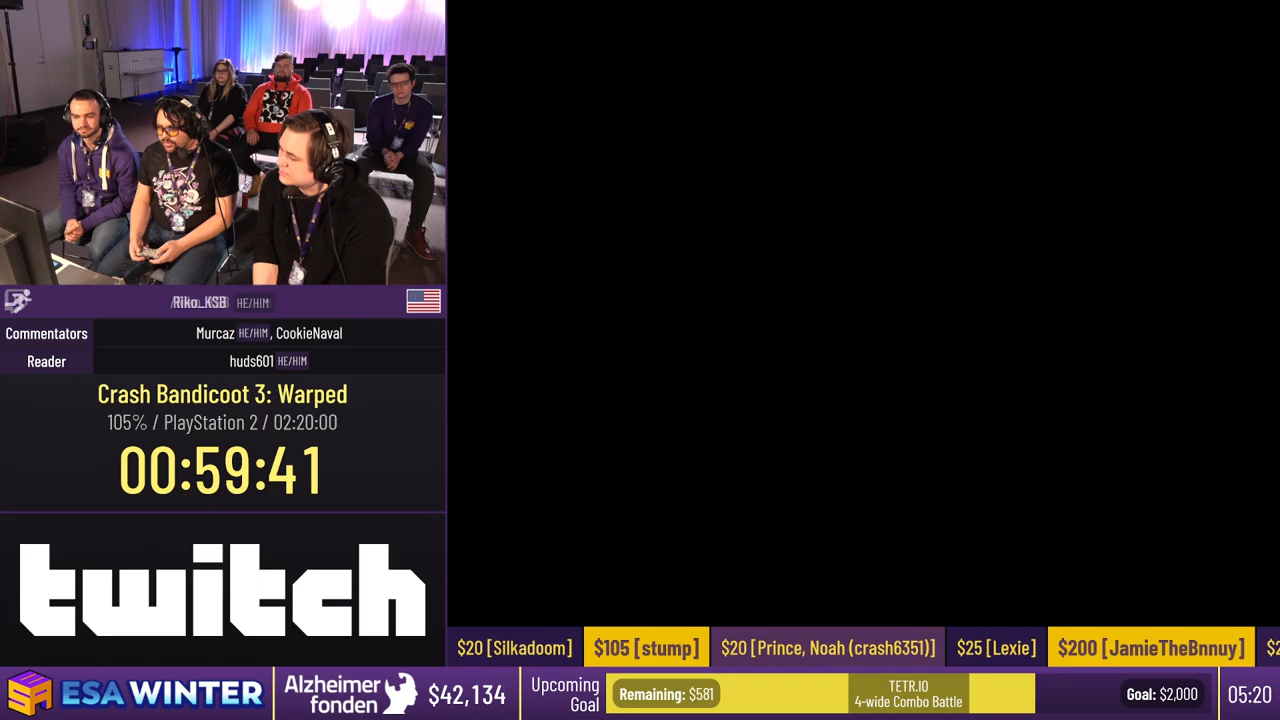 Riko_KSB HE/HIM
Commentators
Murcaz HE/HIM, CookieNaval
Reader
huds601 HE/HIM
Crash Bandicoot 3: Warped
105% / PlayStation 2 / 02:20:00
00:59:41
twitch
$20 [Silkadoom]
$105 [stump]
$20 [Prince, Noah (crash6351)]
$25 [Lexie]
$200 [JamieTheBnnuy]
ESA WINTER
Alzheimer
fonden
$42,134
Upcoming
Goal
Remaining: $581
TETR.IO
4-wide Combo Battle
Goal: $2,000
05:20